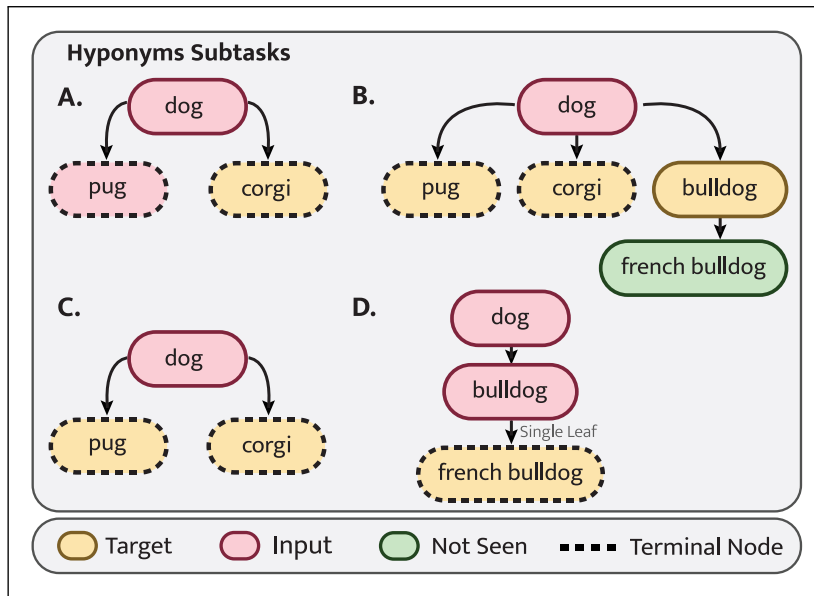 Hyponyms Subtasks
A.
dog
pug
corgi
B.
dog
pug
corgi
bulldog
french bulldog
C.
dog
pug
corgi
D.
dog
bulldog
Single Leaf
french bulldog
Target
Input
Not Seen
Terminal Node